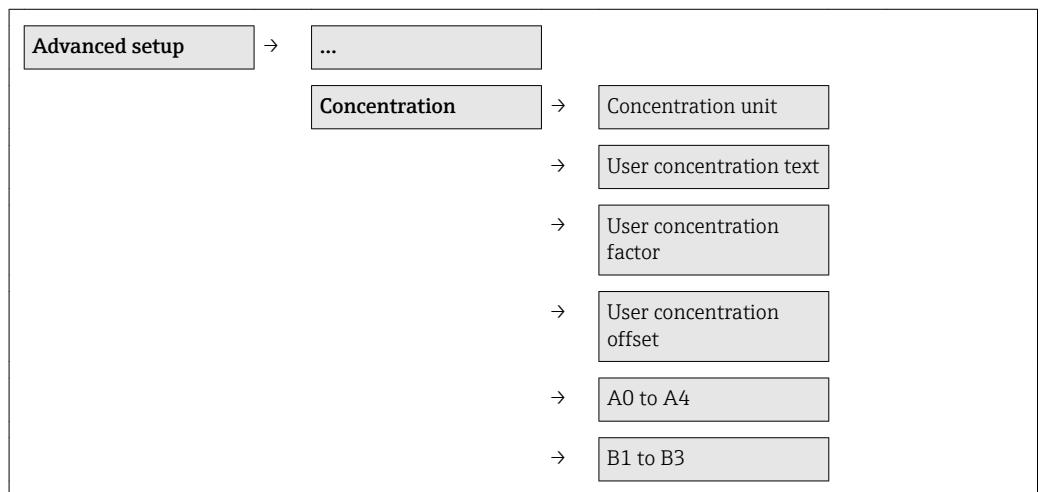 Advanced setup → ...
Concentration → Concentration unit
→ User concentration text
→ User concentration
factor
→ User concentration
offset
→ A0 to A4
→ B1 to B3